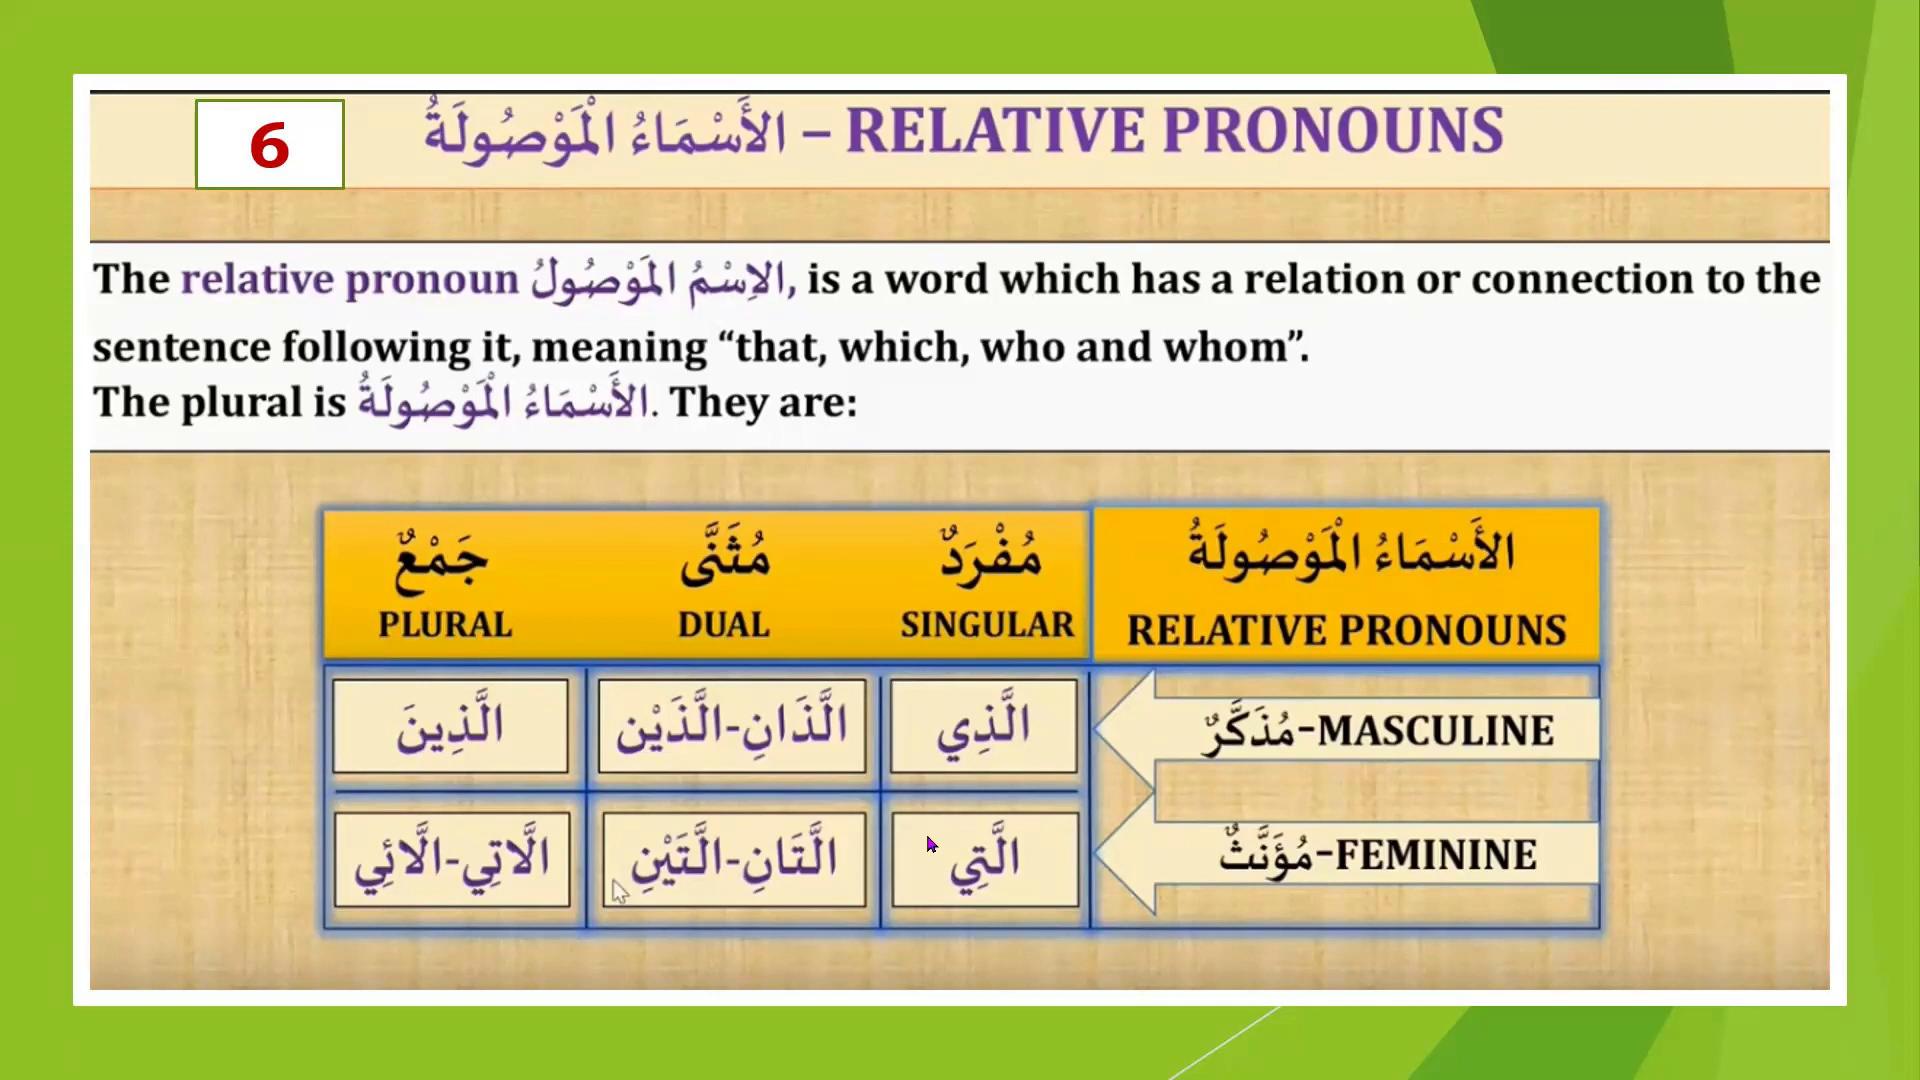 6
الأَسْمَاءُ الْمَوْصُولَةُ – RELATIVE PRONOUNS
The relative pronoun الاِسْمُ المَوْصُولُ, is a word which has a relation or connection to the
sentence following it, meaning “that, which, who and whom”.
The plural is الأَسْمَاءُ الْمَوْصُولَةُ. They are:
جَمْعٌ مُثَنَّى مُفْرَدٌ الأَسْمَاءُ الْمَوْصُولَةُ
PLURAL DUAL SINGULAR RELATIVE PRONOUNS
الَّذِينَ الَّذَانِ-الَّذَيْن الَّذِي مُذَكَّرٌ-MASCULINE
الَّاتِي-الَّائِي الَّتَانِ-الَّتَيْنِ الَّتِي مُؤَنَّثٌ-FEMININE